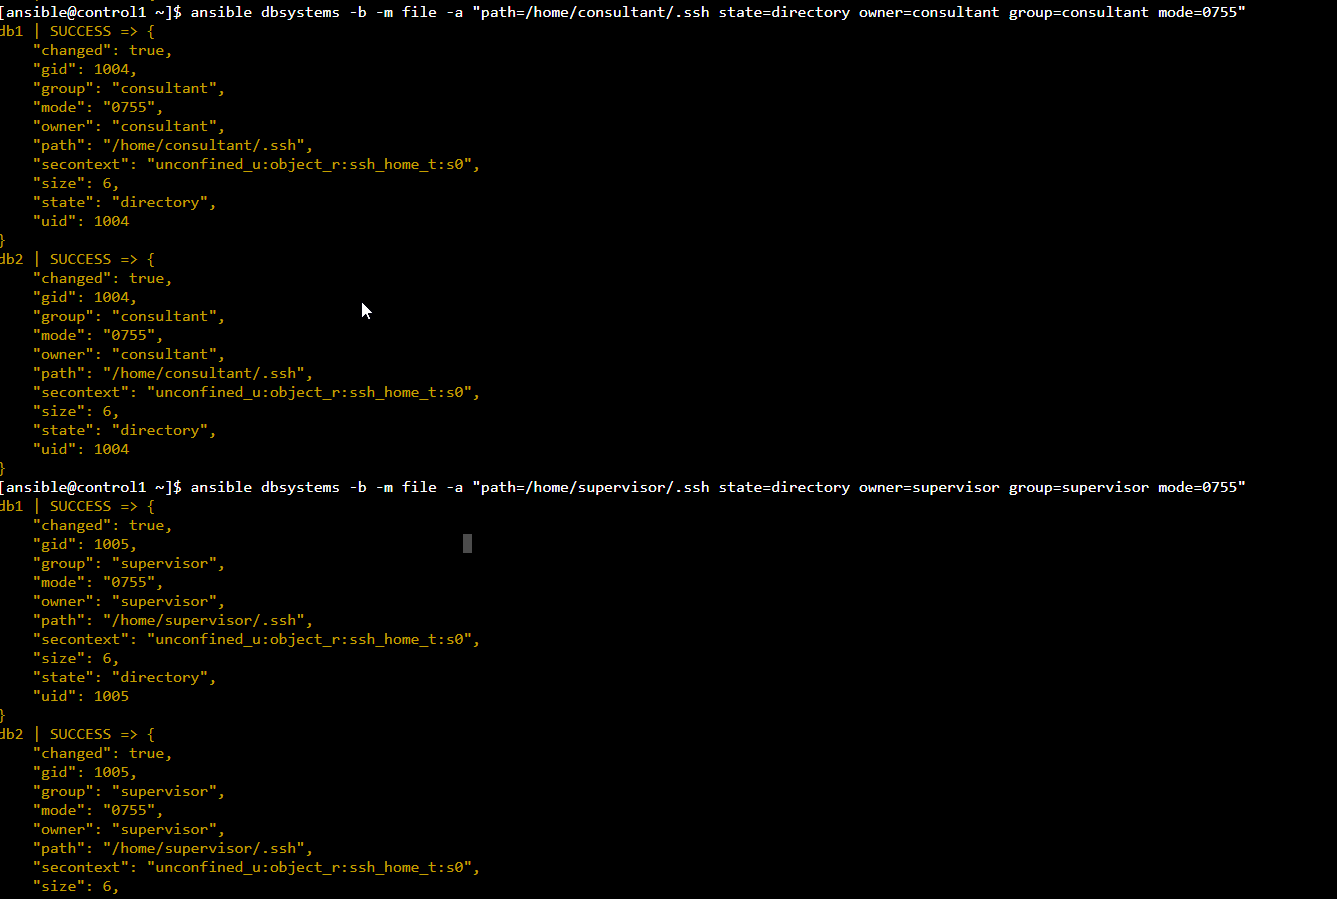 [ansible@control1 ~]$ ansible dbsystems -b -m file -a "path=/home/consultant/.ssh state=directory owner=consultant group=consultant mode=0755"
db1 | SUCCESS => {
    "changed": true,
    "gid": 1004,
    "group": "consultant",
    "mode": "0755",
    "owner": "consultant",
    "path": "/home/consultant/.ssh",
    "secontext": "unconfined_u:object_r:ssh_home_t:s0",
    "size": 6,
    "state": "directory",
    "uid": 1004
}
db2 | SUCCESS => {
    "changed": true,
    "gid": 1004,
    "group": "consultant",
    "mode": "0755",
    "owner": "consultant",
    "path": "/home/consultant/.ssh",
    "secontext": "unconfined_u:object_r:ssh_home_t:s0",
    "size": 6,
    "state": "directory",
    "uid": 1004
}
[ansible@control1 ~]$ ansible dbsystems -b -m file -a "path=/home/supervisor/.ssh state=directory owner=supervisor group=supervisor mode=0755"
db1 | SUCCESS => {
    "changed": true,
    "gid": 1005,
    "group": "supervisor",
    "mode": "0755",
    "owner": "supervisor",
    "path": "/home/supervisor/.ssh",
    "secontext": "unconfined_u:object_r:ssh_home_t:s0",
    "size": 6,
    "state": "directory",
    "uid": 1005
}
db2 | SUCCESS => {
    "changed": true,
    "gid": 1005,
    "group": "supervisor",
    "mode": "0755",
    "owner": "supervisor",
    "path": "/home/supervisor/.ssh",
    "secontext": "unconfined_u:object_r:ssh_home_t:s0",
    "size": 6,